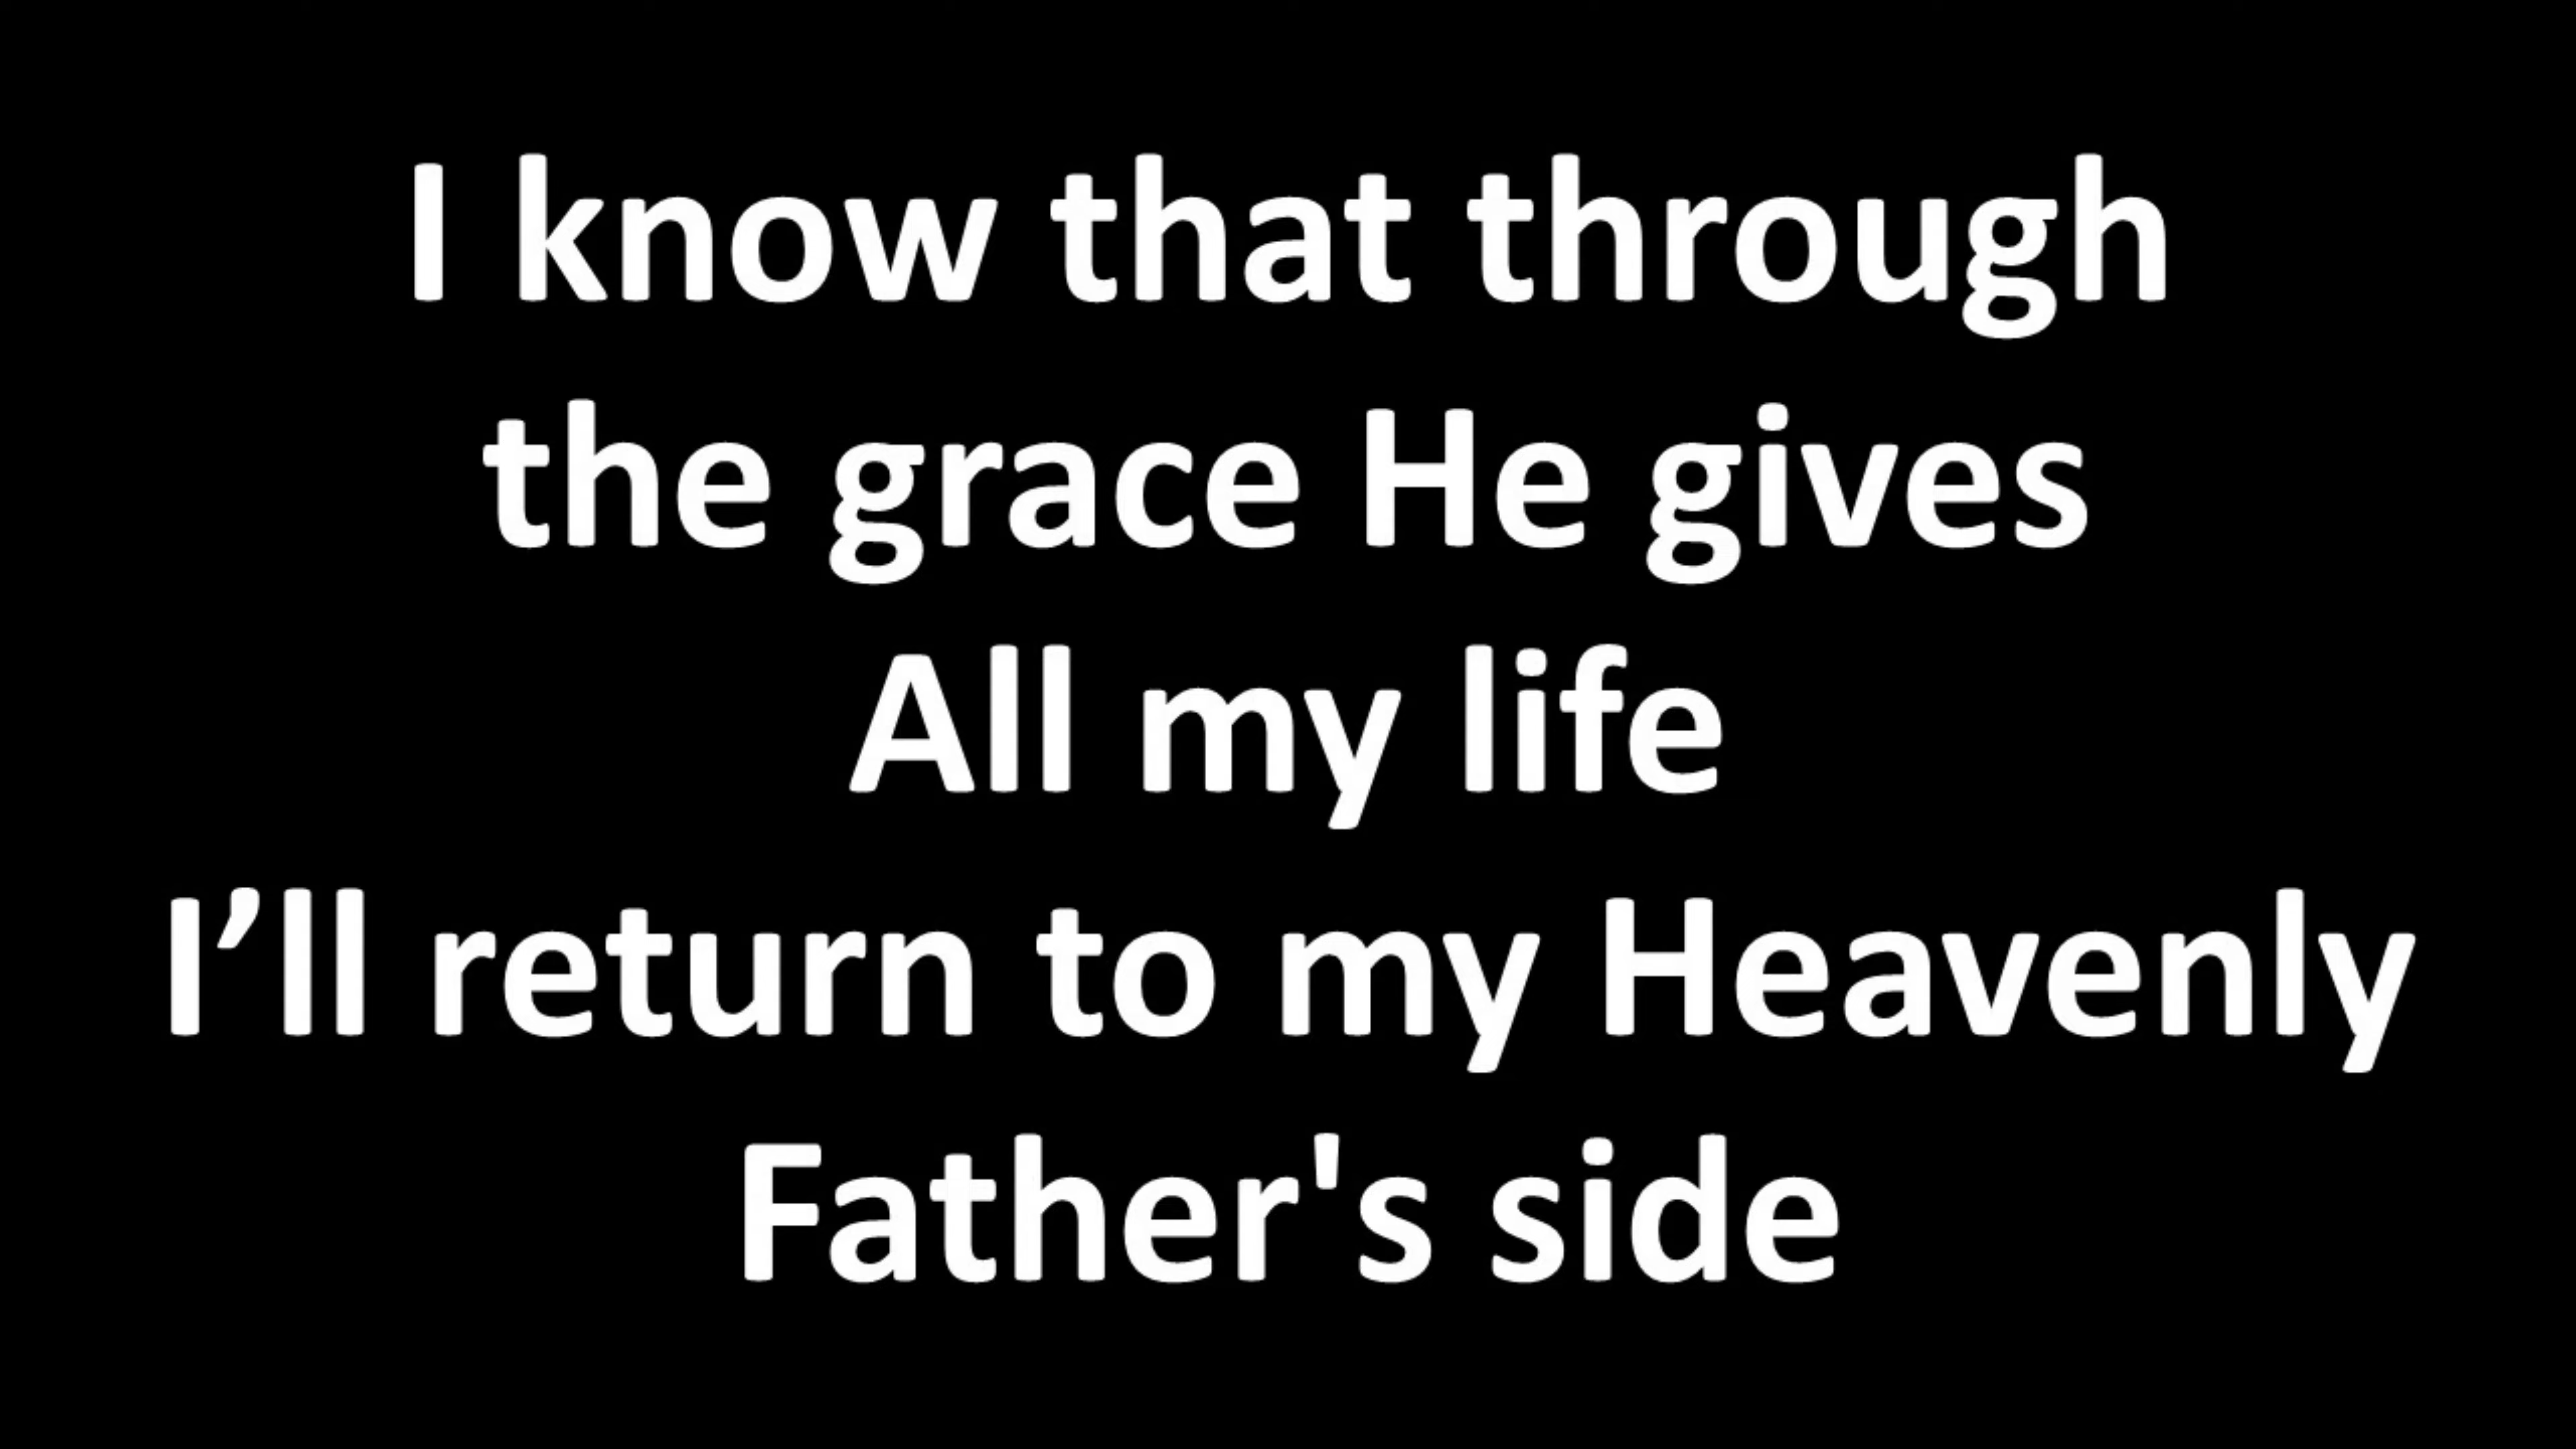 I know that through
the grace He gives
All my life
I’ll return to my Heavenly
Father's side